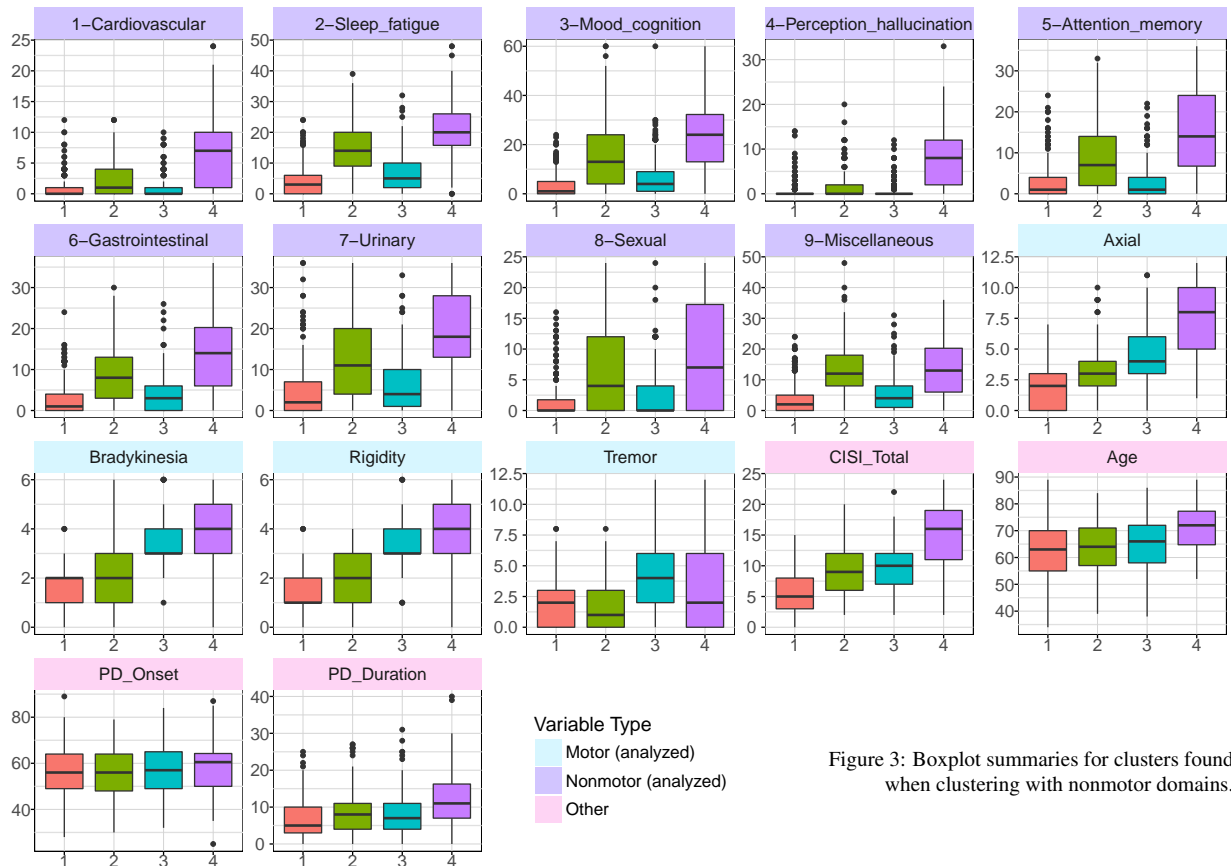 1−Cardiovascular
25
20
15
10
5
0
1 2 3 4
2−Sleep_fatigue
50
40
30
20
10
0
1 2 3 4
3−Mood_cognition
60
40
20
0
1 2 3 4
4−Perception_hallucination
30
20
10
0
1 2 3 4
5−Attention_memory
30
20
10
0
1 2 3 4
6−Gastrointestinal
30
20
10
0
1 2 3 4
7−Urinary
30
20
10
0
1 2 3 4
8−Sexual
25
20
15
10
5
0
1 2 3 4
9−Miscellaneous
50
40
30
20
10
0
1 2 3 4
Axial
12.5
10.0
7.5
5.0
2.5
0.0
1 2 3 4
Bradykinesia
6
4
2
0
1 2 3 4
Rigidity
6
4
2
0
1 2 3 4
Tremor
12.5
10.0
7.5
5.0
2.5
0.0
1 2 3 4
CISI_Total
25
20
15
10
5
0
1 2 3 4
Age
90
80
70
60
50
40
1 2 3 4
PD_Onset
80
60
40
1 2 3 4
PD_Duration
40
30
20
10
0
1 2 3 4
Variable Type
Motor (analyzed)
Nonmotor (analyzed)
Other
Figure 3: Boxplot summaries for clusters found
when clustering with nonmotor domains.